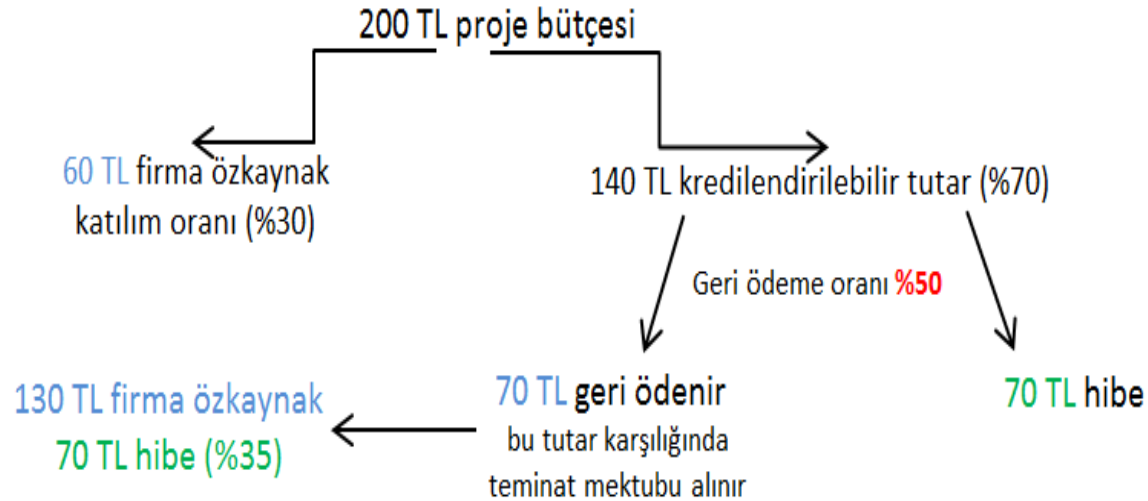 200 TL proje bütçesi
60 TL firma özkaynak
katılım oranı (%30)
140 TL kredilendirilebilir tutar (%70)
Geri ödeme oranı %50
130 TL firma özkaynak
70 TL hibe (%35)
70 TL geri ödenir
bu tutar karşılığında
teminat mektubu alınır
70 TL hibe